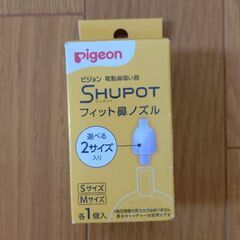 Pigeon
ピジョン 電動鼻吸い器
SHUPOT
フィット鼻ノズル
選べる
2サイズ
入り
Sサイズ
Mサイズ
各1個入